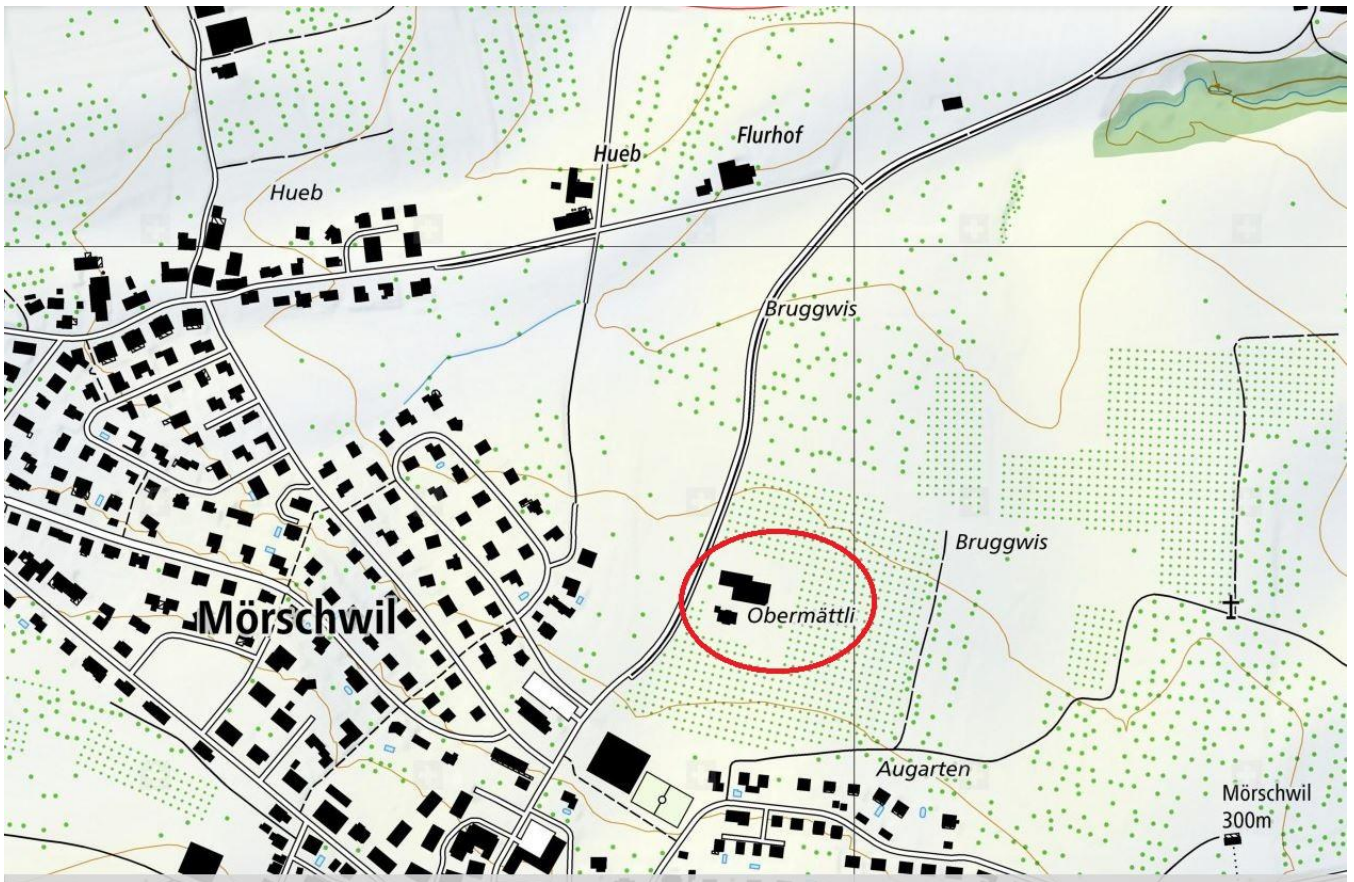 Flurhof
Hueb
Hueb
Bruggwis
Bruggwis
Obermättli
Mörschwil
Augarten
Mörschwil
300m